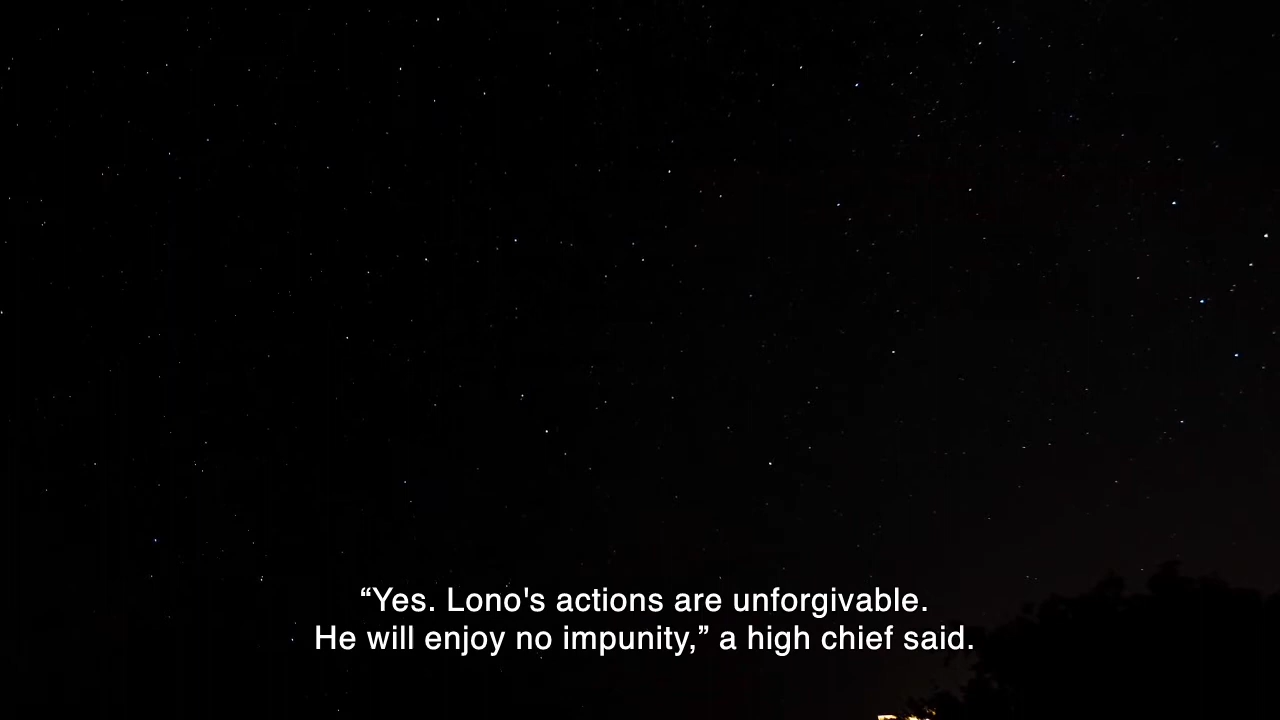 “Yes. Lono's actions are unforgivable.
He will enjoy no impunity,” a high chief said.